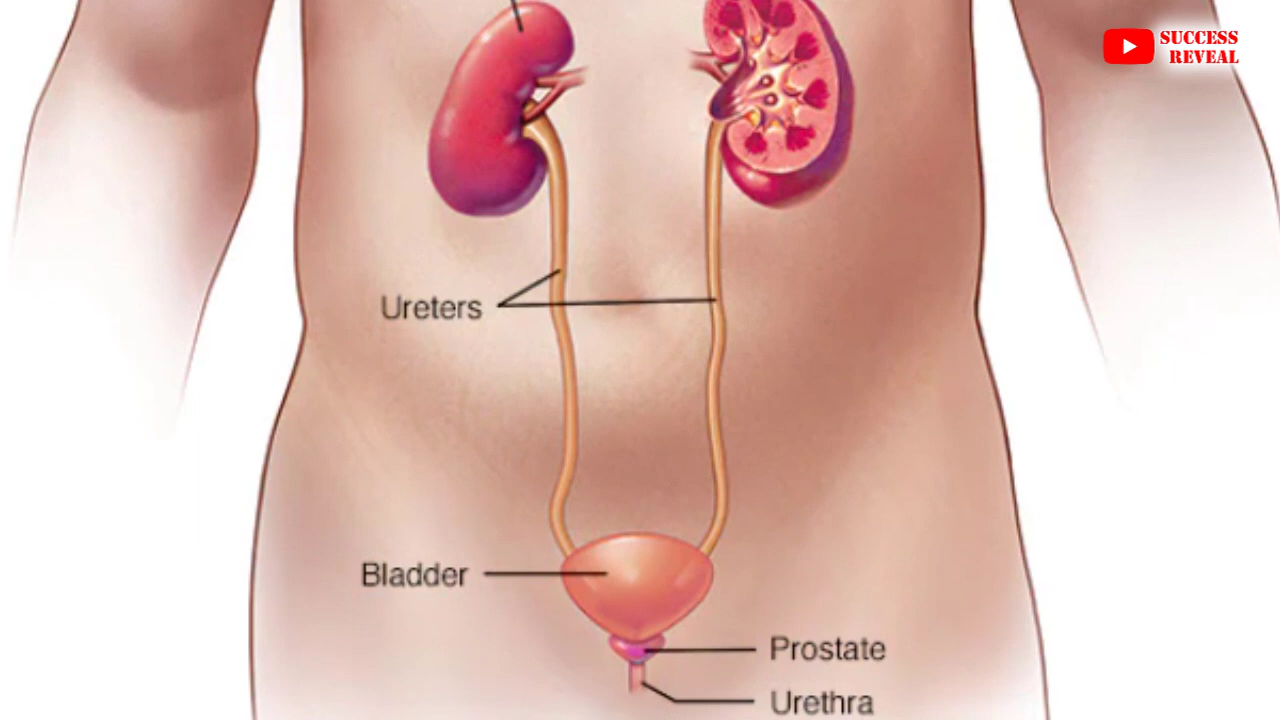 SUCCESS
REVEAL
Ureters
Bladder
Prostate
Urethra